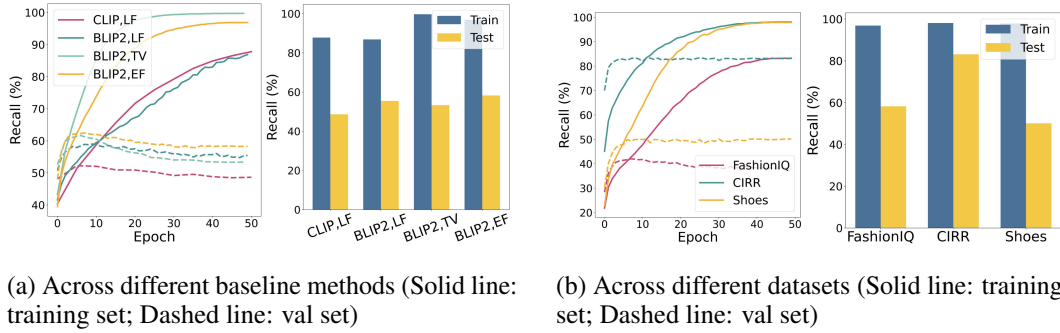 CLIP,LF
BLIP2,LF
BLIP2,TV
BLIP2,EF
Recall (%)
100
90
80
70
60
50
40
0 10 20 30 40 50
Epoch
Train
Test
Recall (%)
100
80
60
40
20
0
CLIP,LF BLIP2,LF BLIP2,TV BLIP2,EF
FashionIQ
CIRR
Shoes
Recall (%)
100
90
80
70
60
50
40
30
20
0 10 20 30 40 50
Epoch
Train
Test
Recall (%)
100
80
60
40
20
0
FashionIQ CIRR Shoes
(a) Across different baseline methods (Solid line:
training set; Dashed line: val set)
(b) Across different datasets (Solid line: training
set; Dashed line: val set)